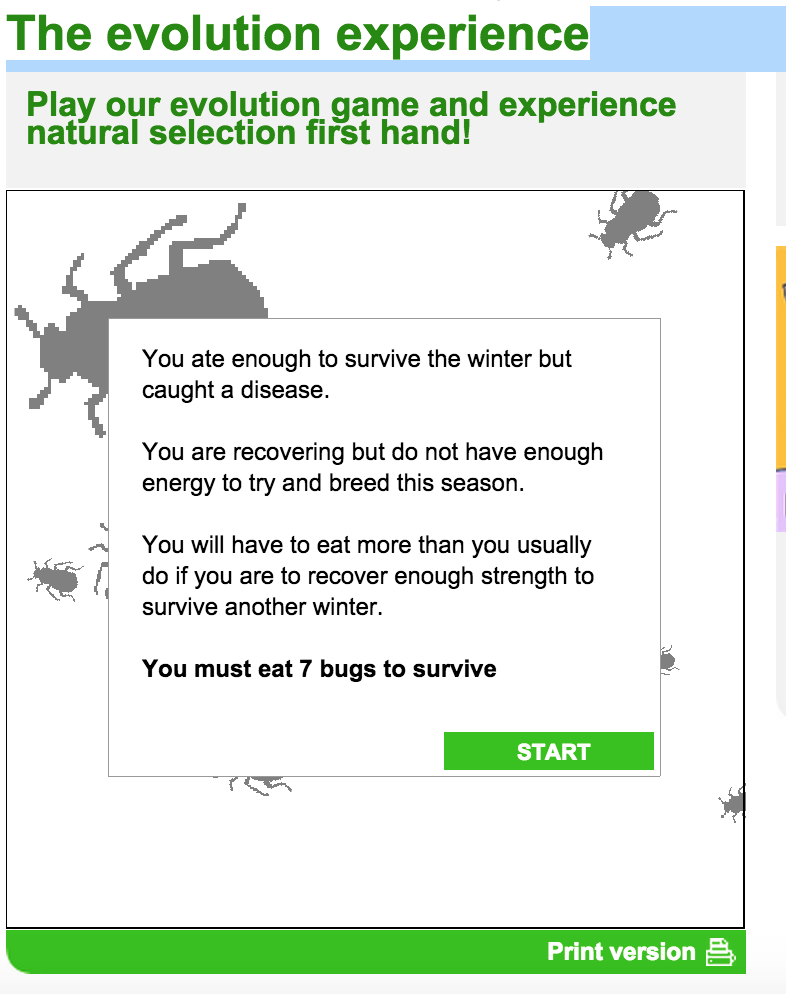 The evolution experience
Play our evolution game and experience
natural selection first hand!
You ate enough to survive the winter but
caught a disease.
You are recovering but do not have enough
energy to try and breed this season.
You will have to eat more than you usually
do if you are to recover enough strength to
survive another winter.
You must eat 7 bugs to survive
START
Print version